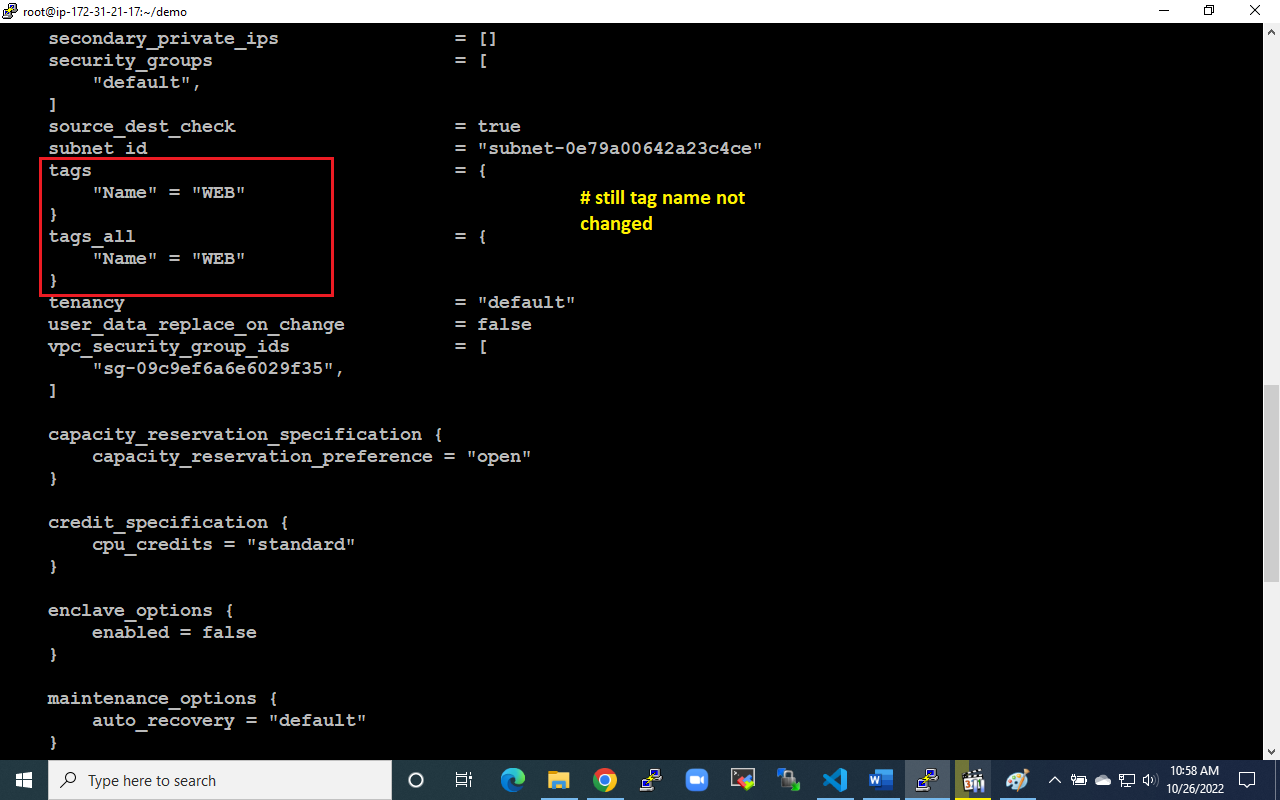 root@ip-172-31-21-17:~/demo
secondary_private_ips = []
security_groups = [
"default",
]
source_dest_check = true
subnet_id = "subnet-0e79a00642a23c4ce"
tags = {
"Name" = "WEB"
}
# still tag name not
changed
tags_all = {
"Name" = "WEB"
}
tenancy = "default"
user_data_replace_on_change = false
vpc_security_group_ids = [
"sg-09c9ef6a6e6029f35",
]
capacity_reservation_specification {
capacity_reservation_preference = "open"
}
credit_specification {
cpu_credits = "standard"
}
enclave_options {
enabled = false
}
maintenance_options {
auto_recovery = "default"
}
Type here to search
10:58 AM
10/26/2022